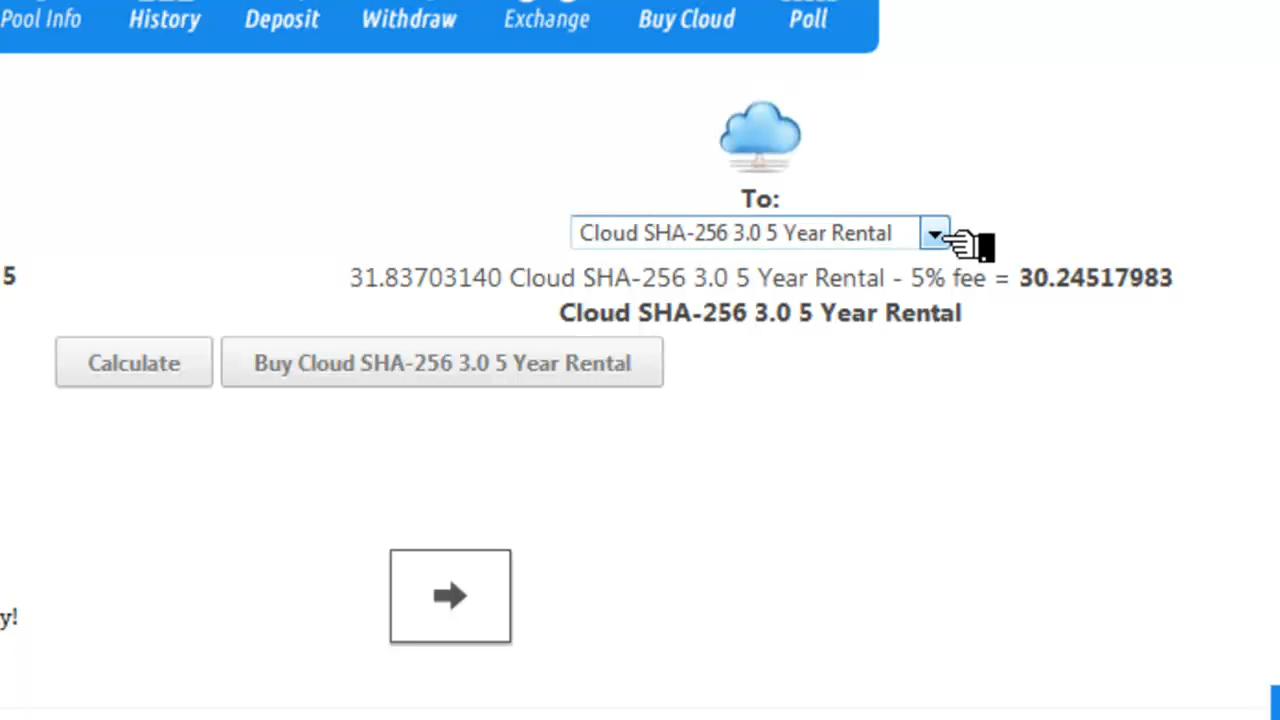 Pool Info History Deposit Withdraw Exchange Buy Cloud Poll
To:
Cloud SHA-256 3.0 5 Year Rental
5 31.83703140 Cloud SHA-256 3.0 5 Year Rental - 5% fee = 30.24517983
Cloud SHA-256 3.0 5 Year Rental
Calculate Buy Cloud SHA-256 3.0 5 Year Rental
y!